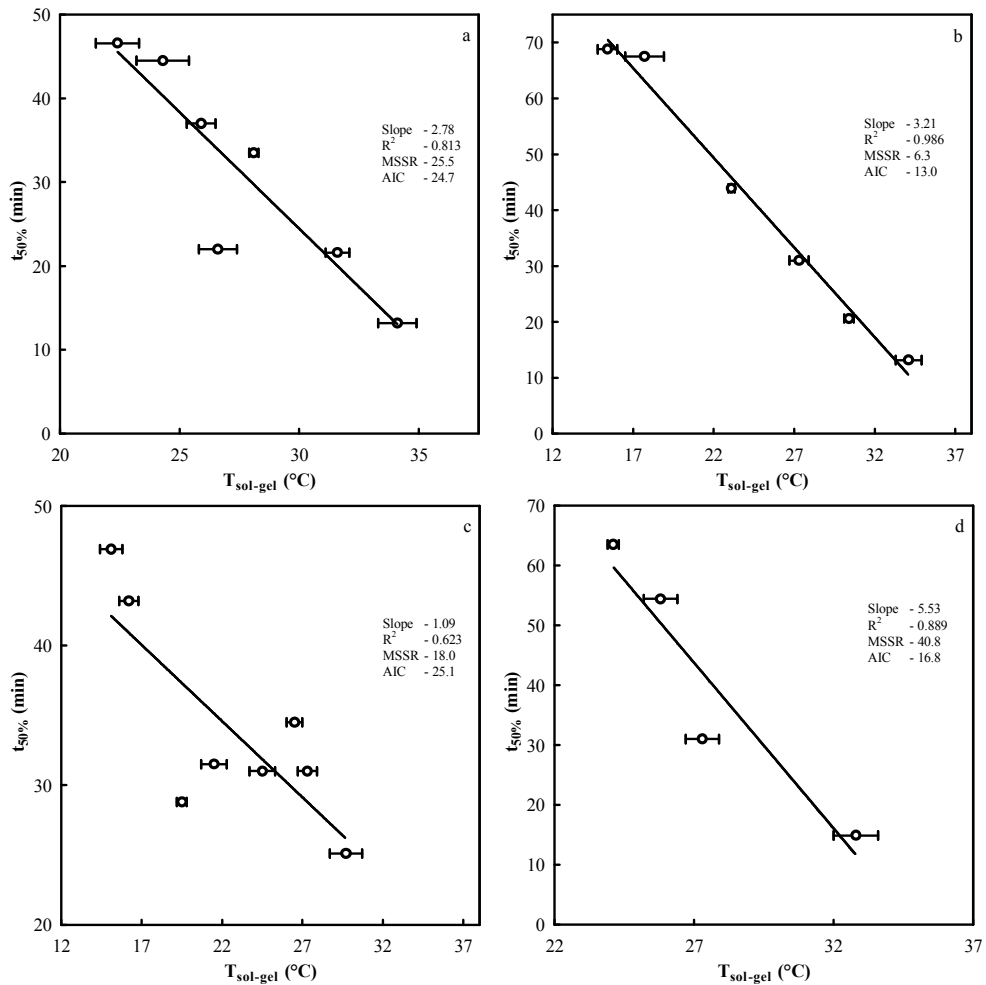 a
50
40
30
20
10
0
t50% (min)
Slope - 2.78
R2 - 0.813
MSSR - 25.5
AIC - 24.7
20 25 30 35
Tsol-gel (°C)
b
70
60
50
40
30
20
10
0
t50% (min)
Slope - 3.21
R2 - 0.986
MSSR - 6.3
AIC - 13.0
12 17 22 27 32 37
Tsol-gel (°C)
c
50
40
30
20
t50% (min)
Slope - 1.09
R2 - 0.623
MSSR - 18.0
AIC - 25.1
12 17 22 27 32 37
Tsol-gel (°C)
d
70
60
50
40
30
20
10
0
t50% (min)
Slope - 5.53
R2 - 0.889
MSSR - 40.8
AIC - 16.8
22 27 32 37
Tsol-gel (°C)